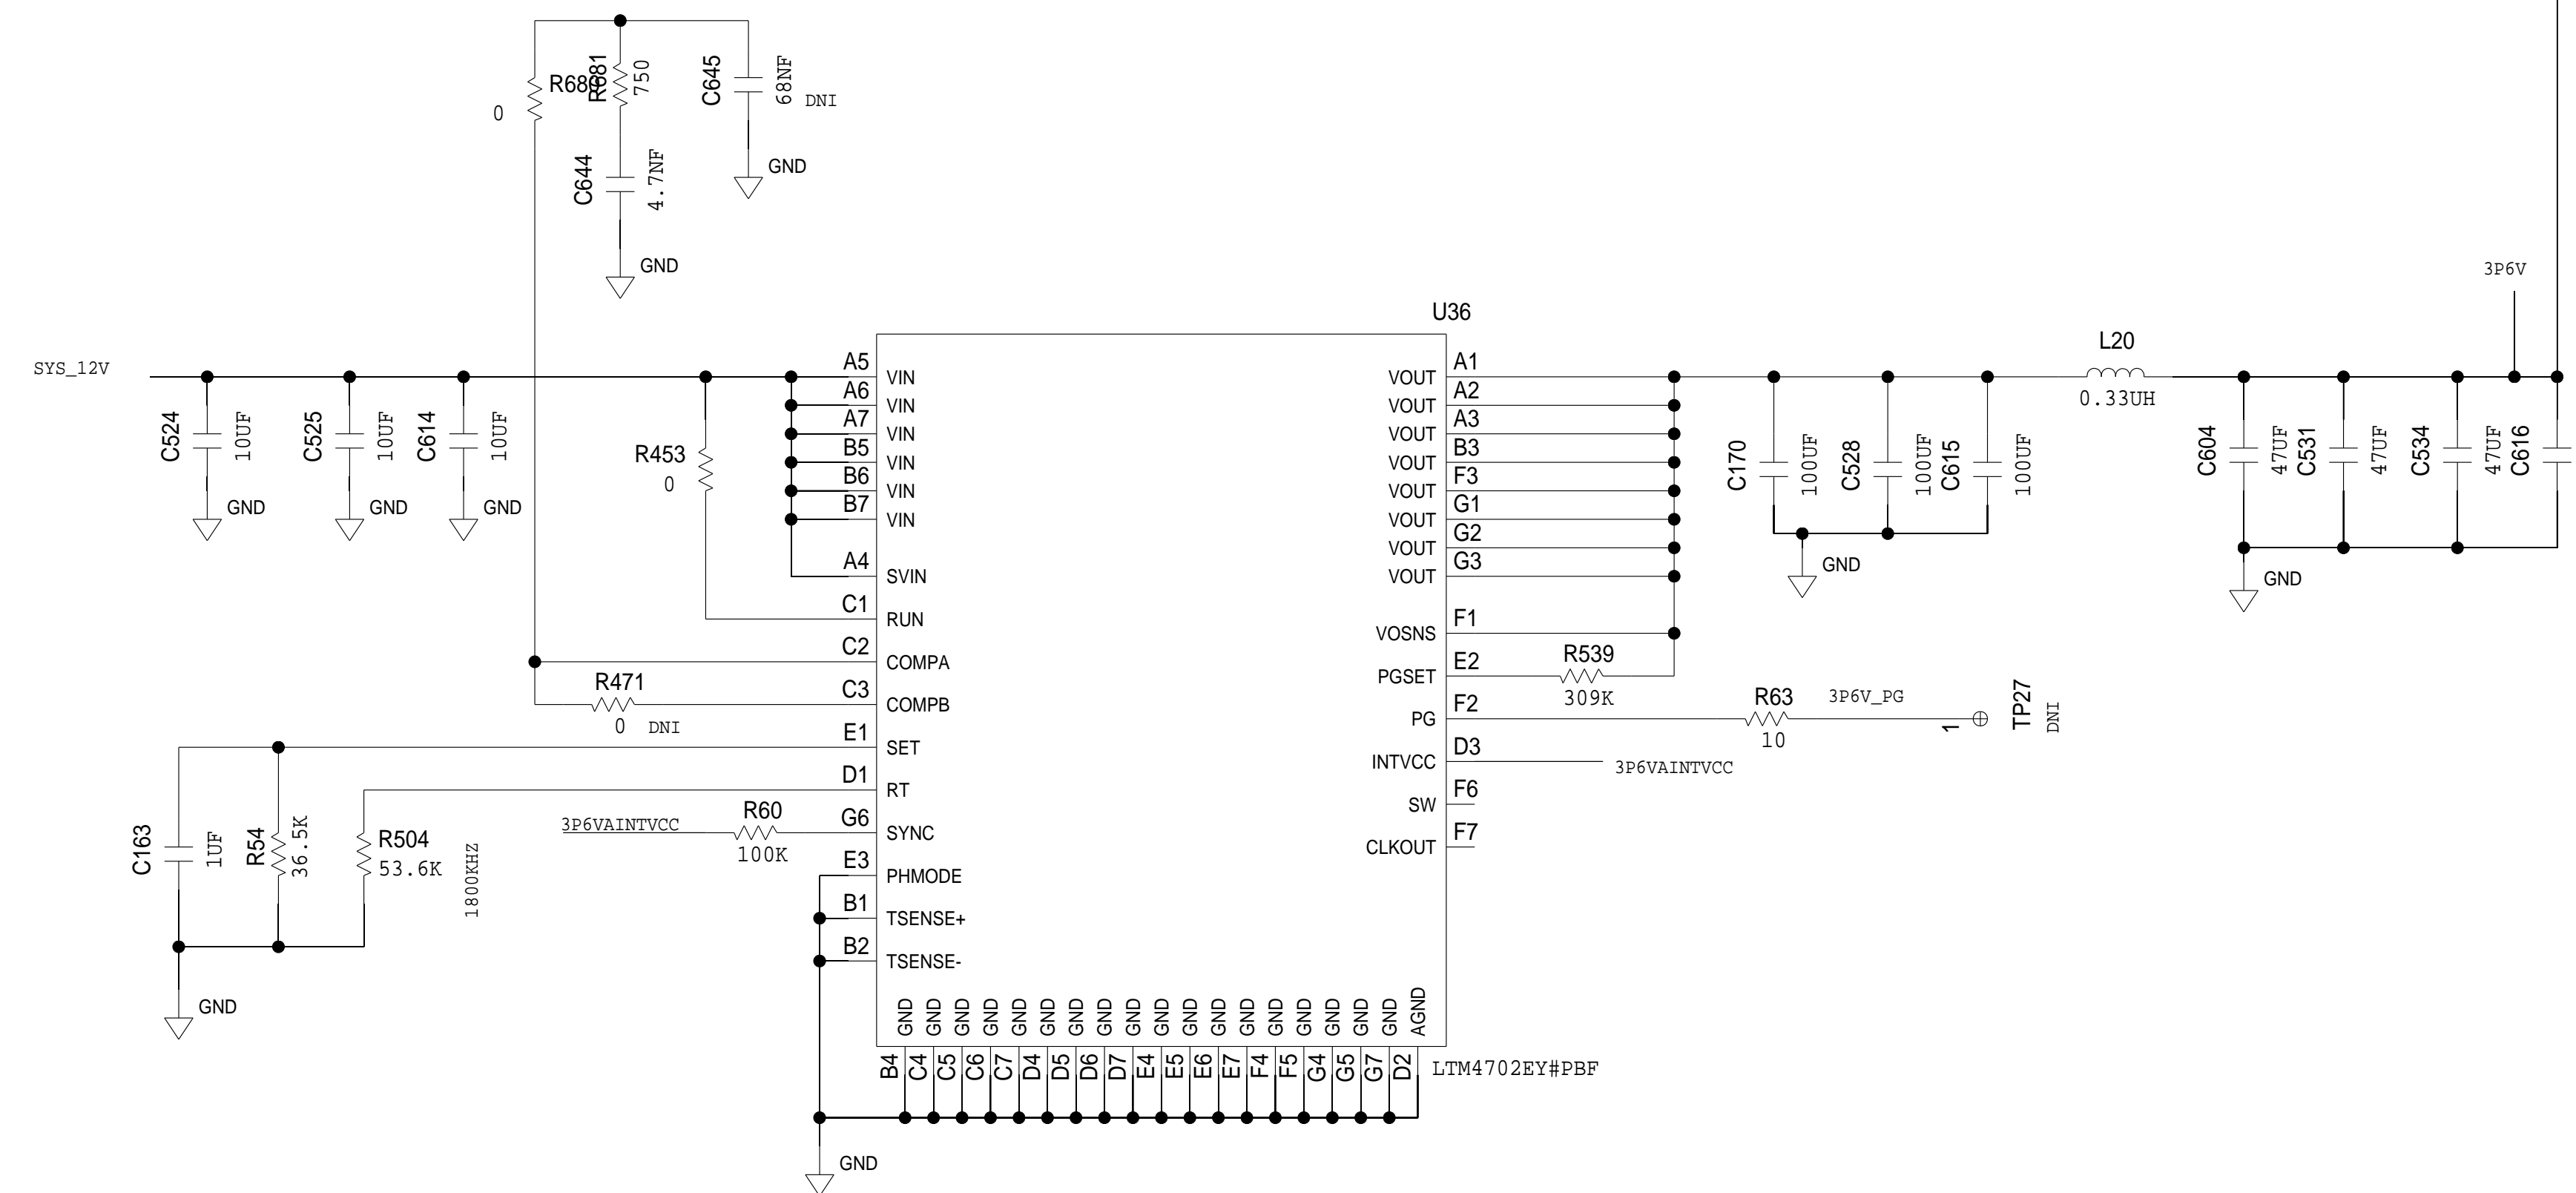 R680
0
R681
750
C645
68NF
DNI
GND
C644
4.7NF
GND
SYS_12V
C524
10UF
GND
C525
10UF
GND
C614
10UF
GND
R453
0
U36
A5 VIN
A6 VIN
A7 VIN
B5 VIN
B6 VIN
B7 VIN
A4 SVIN
C1 RUN
C2 COMPA
C3 COMPB
R471
0 DNI
E1 SET
D1 RT
G6 SYNC
3P6VAINTVCC
R60
100K
E3 PHMODE
B1 TSENSE+
B2 TSENSE-
C163
1UF
R54
36.5K
R504
53.6K
1800KHZ
GND
VOUT A1
VOUT A2
VOUT A3
VOUT B3
VOUT F3
VOUT G1
VOUT G2
VOUT G3
VOSNS F1
PGSET E2
R539
309K
PG F2
R63
10
3P6V_PG
1
TP27
DNI
INTVCC D3
3P6VAINTVCC
SW F6
CLKOUT F7
C170
100UF
C528
100UF
C615
100UF
GND
L20
0.33UH
3P6V
C604
47UF
C531
47UF
C534
47UF
C616
GND
GND GND GND GND GND GND GND GND GND GND GND GND GND GND GND GND GND GND AGND
B4 C4 C5 C6 C7 D4 D5 D6 D7 E4 E5 E6 E7 F4 F5 G4 G5 G7 D2
LTM4702EY#PBF
GND